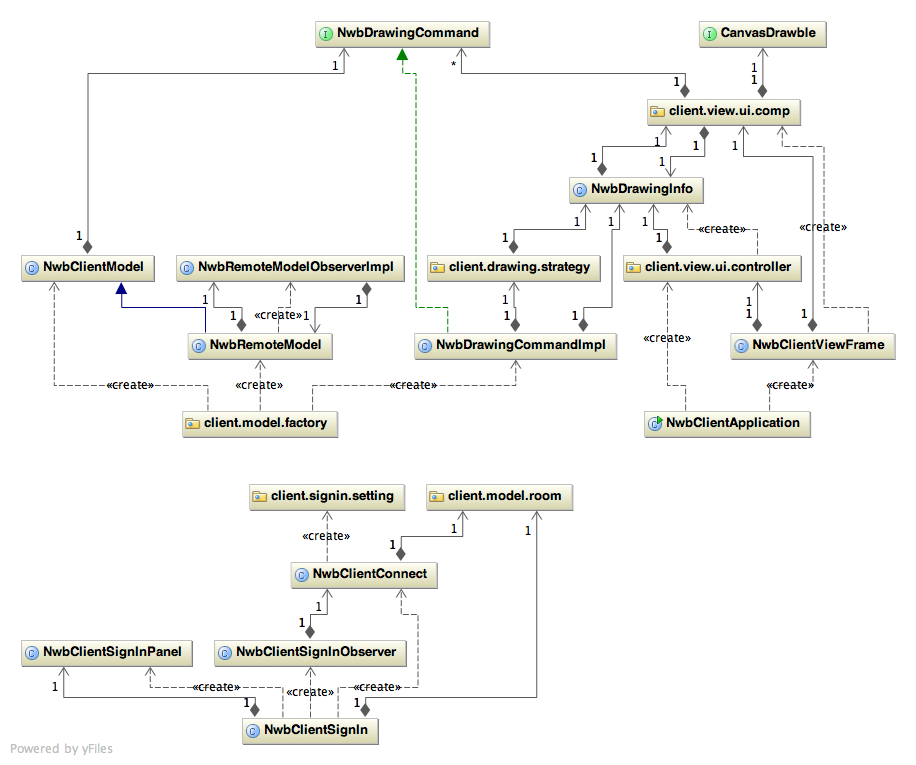 NwbDrawingCommand
CanvasDrawble
1
*
1
1
1
client.view.ui.comp
1
1
1
1
1
NwbDrawingInfo
1
1
1
1
«create»
«create»
1
1
1
NwbClientModel
NwbRemoteModelObserverImpl
client.drawing.strategy
client.view.ui.controller
1
1
1
1
1
«create»
1
1
1
1
1
1
«create»
NwbRemoteModel
NwbDrawingCommandImpl
NwbClientViewFrame
«create»
«create»
«create»
«create»
client.model.factory
NwbClientApplication
client.signin.setting
client.model.room
1
1
«create»
1
NwbClientConnect
1
1
NwbClientSignInPanel
NwbClientSignInObserver
1
«create»
«create»
«create»
1
1
NwbClientSignIn
Powered by yFiles